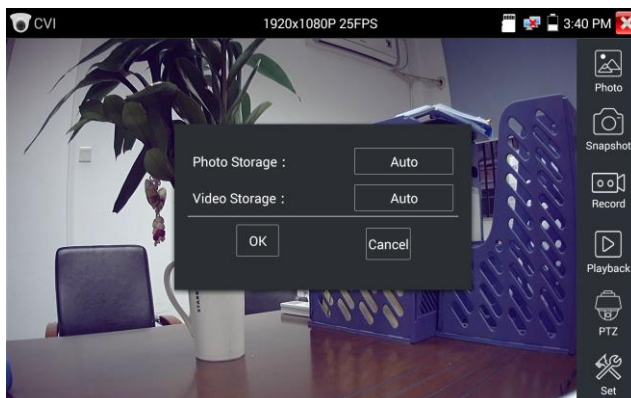 CVI
1920x1080P 25FPS
3:40 PM
Photo
Snapshot
Record
Playback
PTZ
Set
Photo Storage :
Auto
Video Storage :
Auto
OK
Cancel